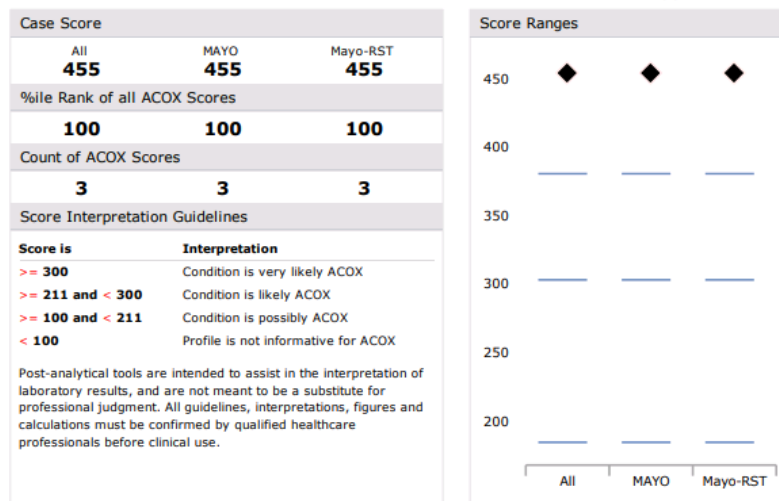 Case Score
All MAYO Mayo-RST
455 455 455
%ile Rank of all ACOX Scores
100 100 100
Count of ACOX Scores
3 3 3
Score Interpretation Guidelines
Score is Interpretation
>= 300 Condition is very likely ACOX
>= 211 and < 300 Condition is likely ACOX
>= 100 and < 211 Condition is possibly ACOX
< 100 Profile is not informative for ACOX
Post-analytical tools are intended to assist in the interpretation of
laboratory results, and are not meant to be a substitute for
professional judgment. All guidelines, interpretations, figures and
calculations must be confirmed by qualified healthcare
professionals before clinical use.
Score Ranges
450
400
350
300
250
200
All MAYO Mayo-RST